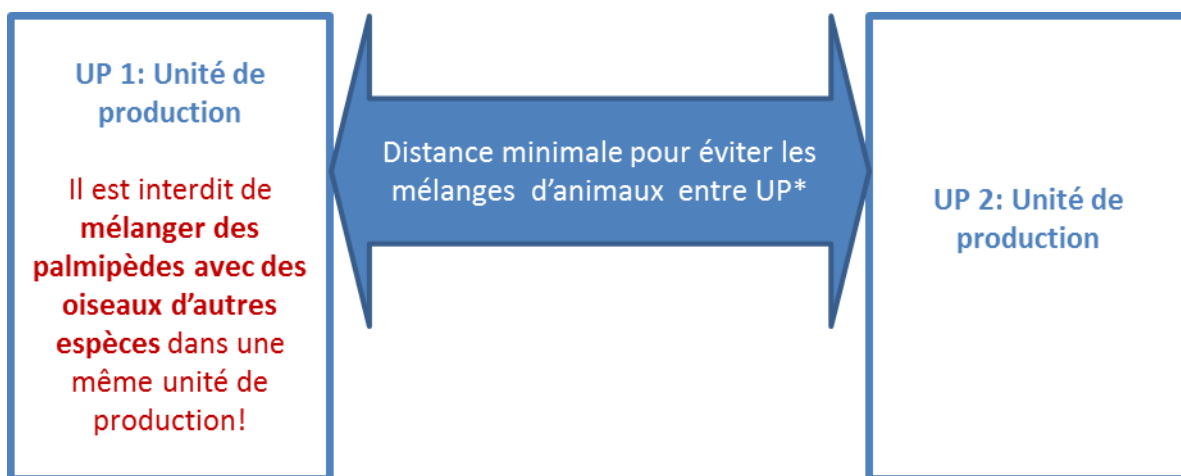 UP 1: Unité de
production
Il est interdit de
mélanger des
palmipèdes avec des
oiseaux d'autres
espèces dans une
même unité de
production!
Distance minimale pour éviter les
mélanges d'animaux entre UP*
UP 2: Unité de
production